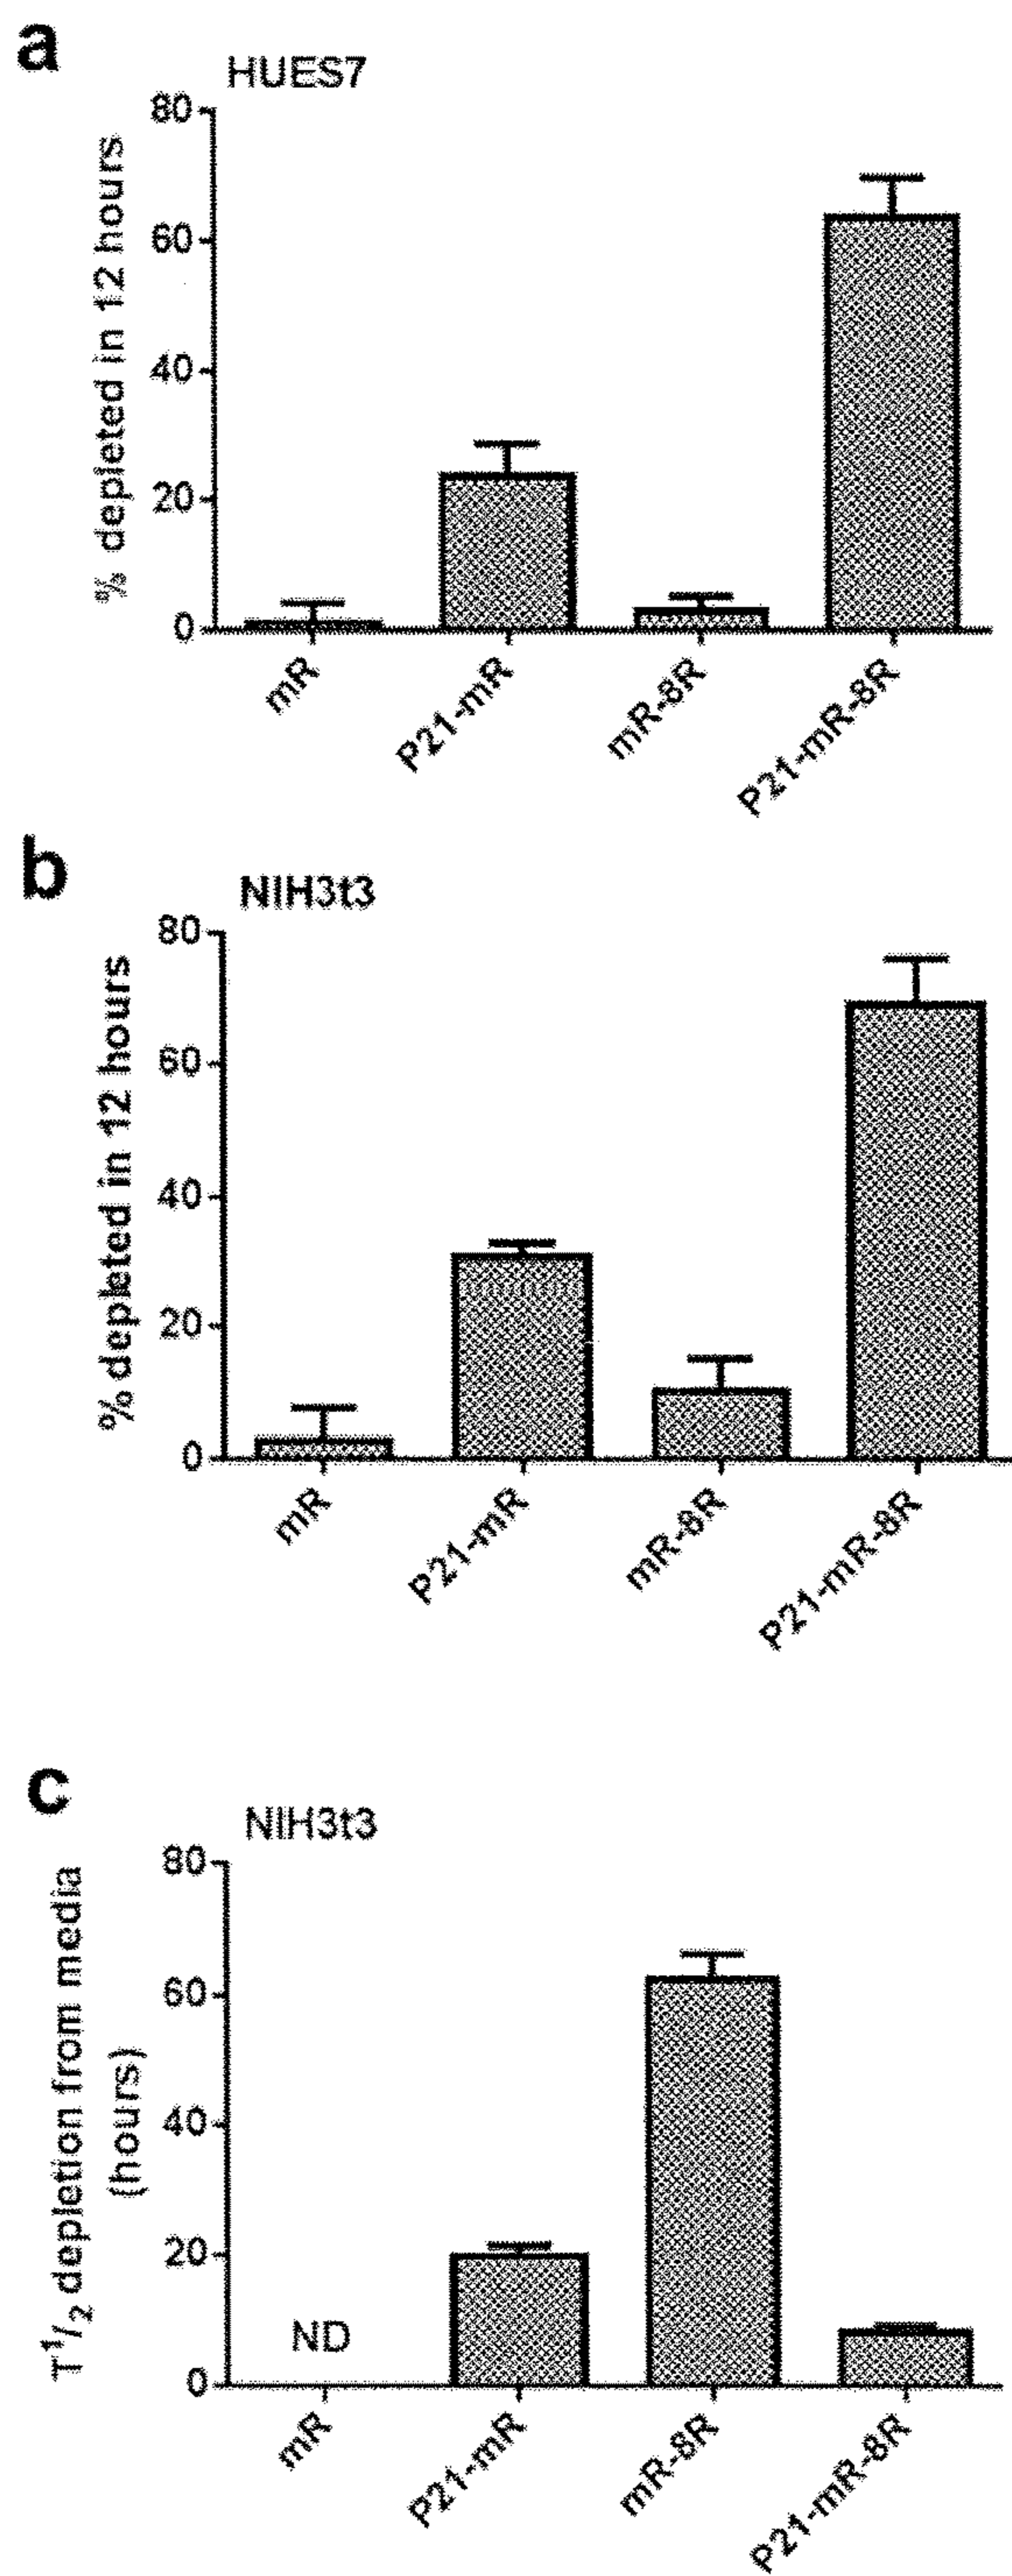 a
HUES7
% depleted in 12 hours
80
60
40
20
0
mR
P21-mR
mR-8R
P21-mR-8R
b
NIH3t3
% depleted in 12 hours
80
60
40
20
0
mR
P21-mR
mR-8R
P21-mR-8R
c
NIH3t3
T1/2 depletion from media
(hours)
80
60
40
20
0
ND
mR
P21-mR
mR-8R
P21-mR-8R